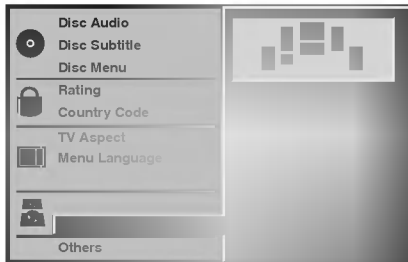 Disc Audio
Disc Subtitle
Disc Menu
Rating
Country Code
TV Aspect
Menu Language
Others